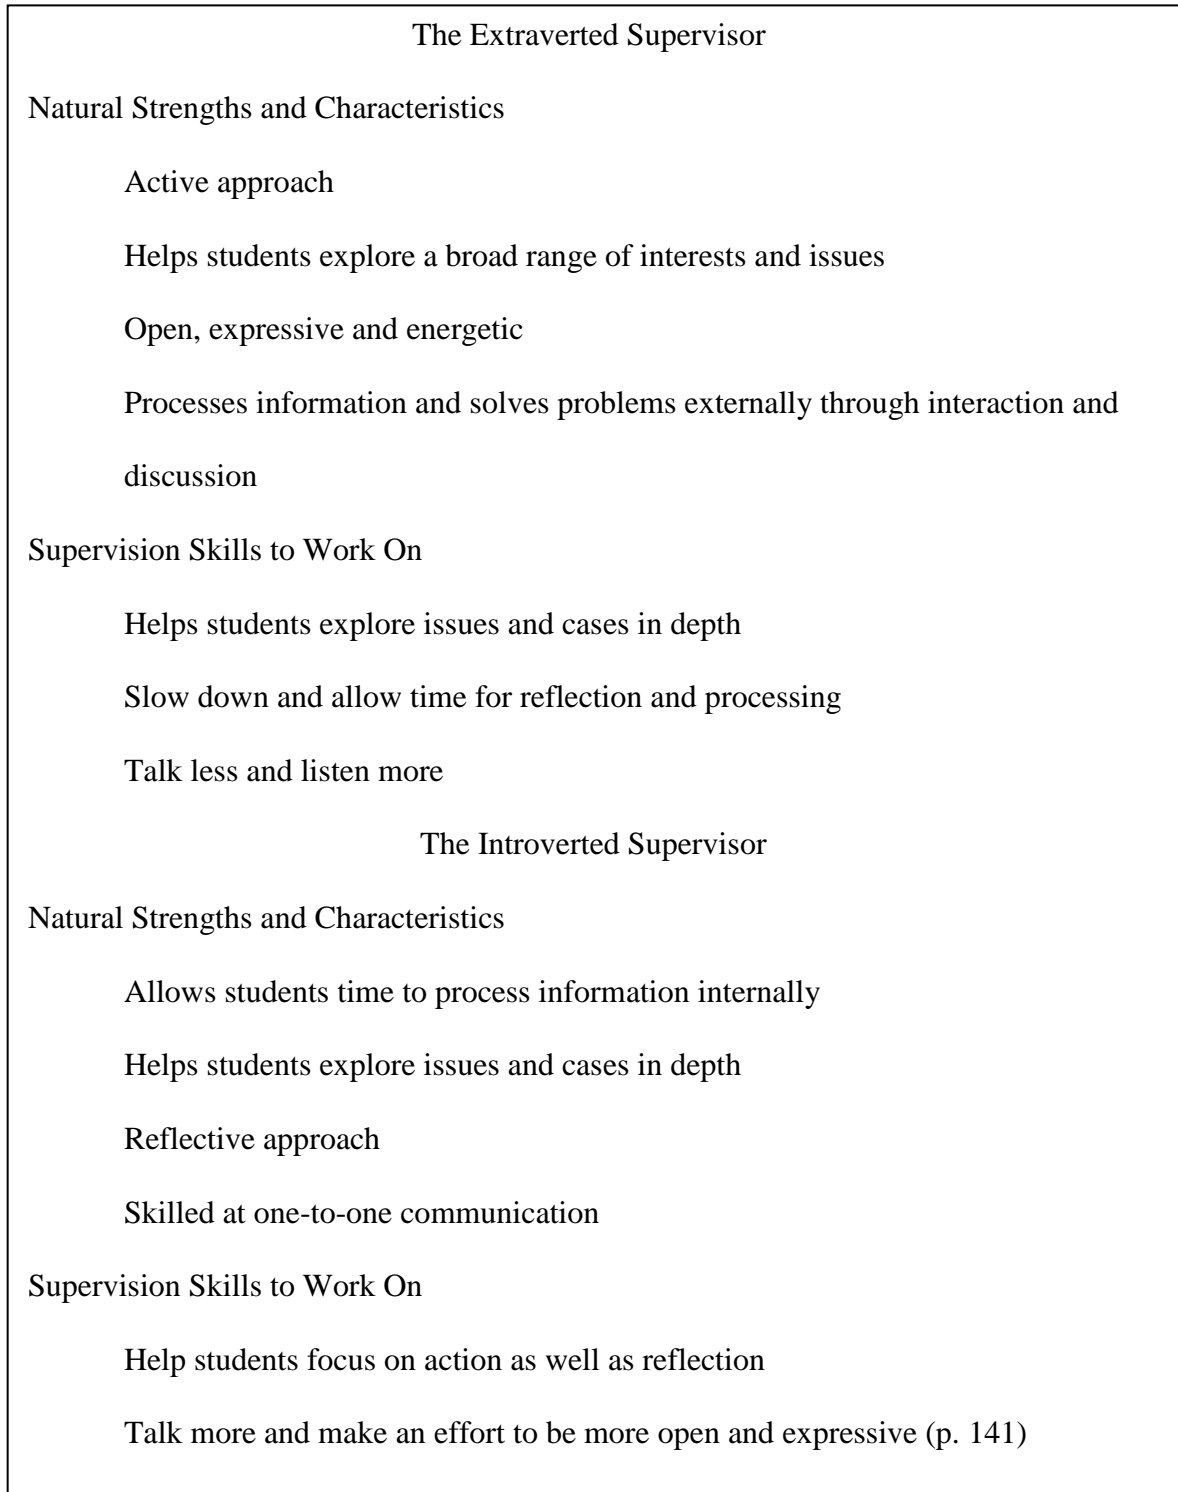 The Extraverted Supervisor
Natural Strengths and Characteristics
Active approach
Helps students explore a broad range of interests and issues
Open, expressive and energetic
Processes information and solves problems externally through interaction and
discussion
Supervision Skills to Work On
Helps students explore issues and cases in depth
Slow down and allow time for reflection and processing
Talk less and listen more
The Introverted Supervisor
Natural Strengths and Characteristics
Allows students time to process information internally
Helps students explore issues and cases in depth
Reflective approach
Skilled at one-to-one communication
Supervision Skills to Work On
Help students focus on action as well as reflection
Talk more and make an effort to be more open and expressive (p. 141)